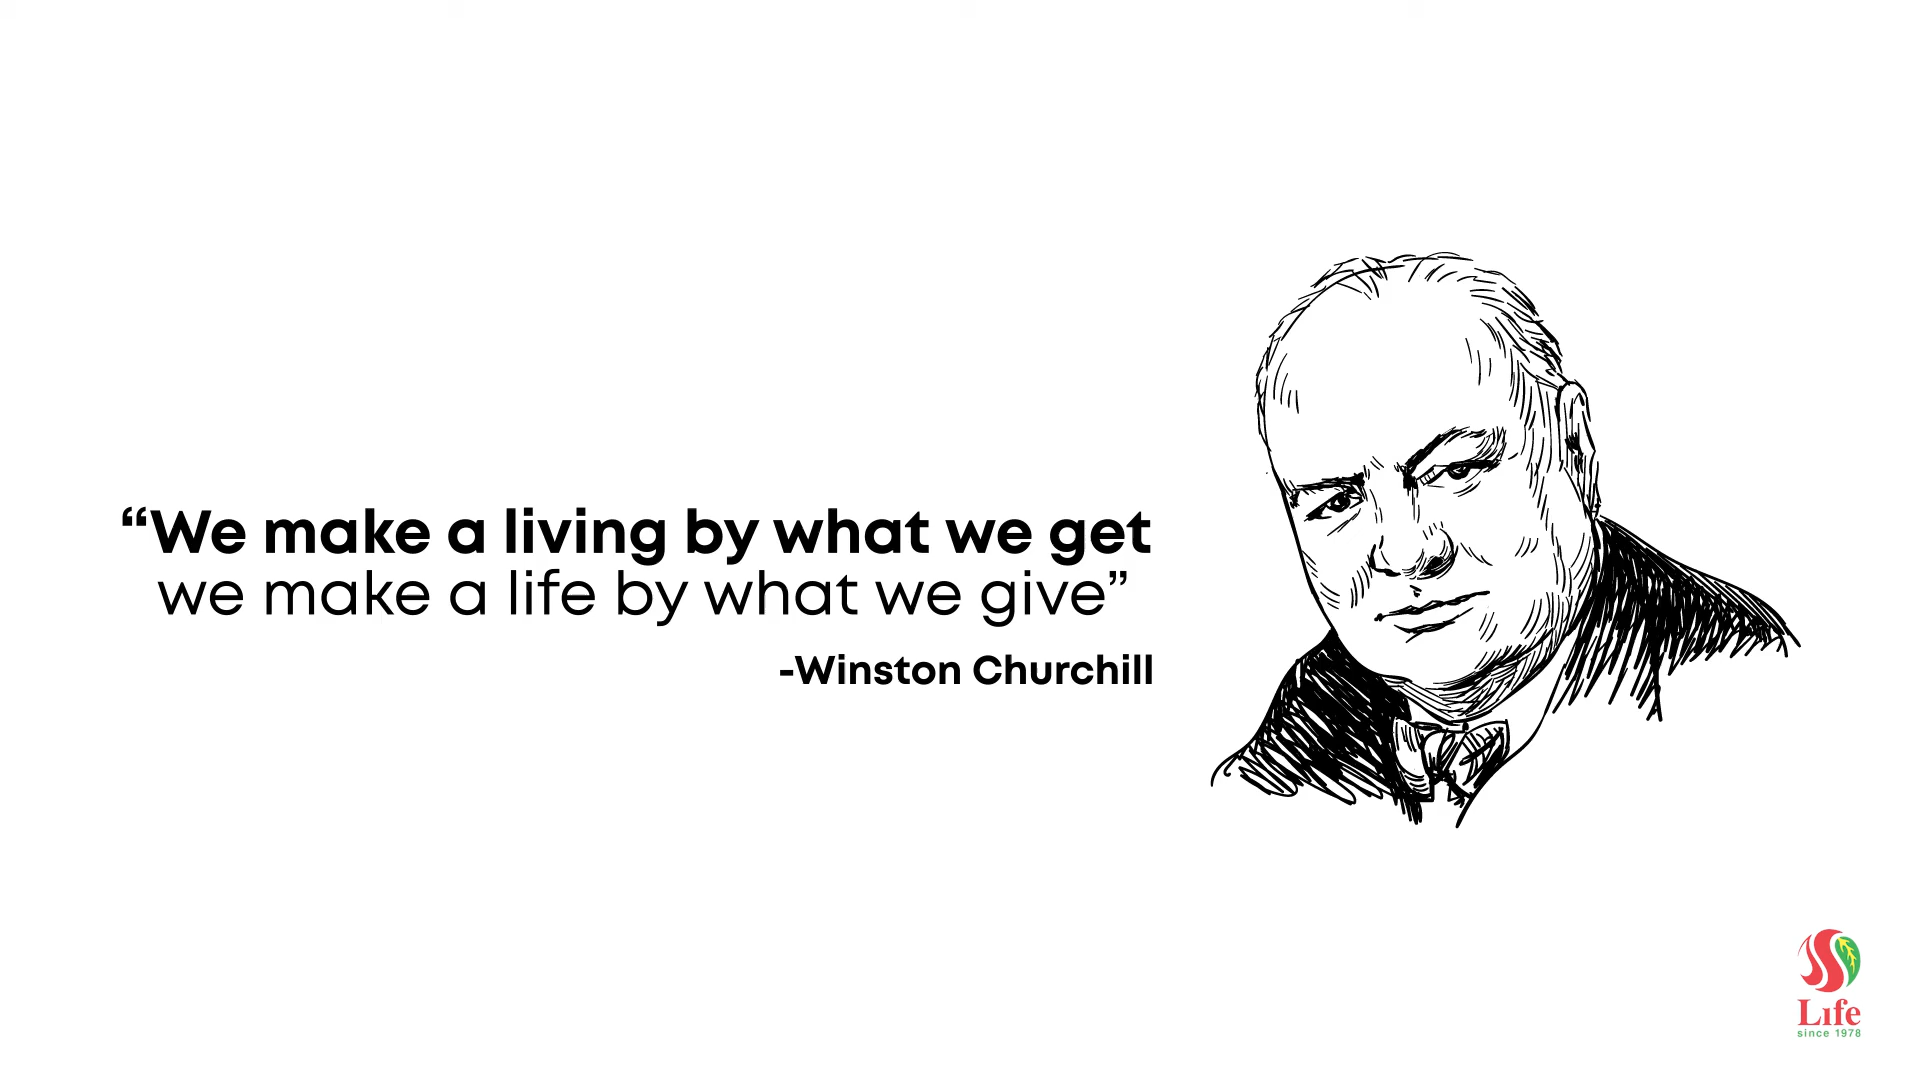 “We make a living by what we get
we make a life by what we give”
-Winston Churchill
Life
since 1978